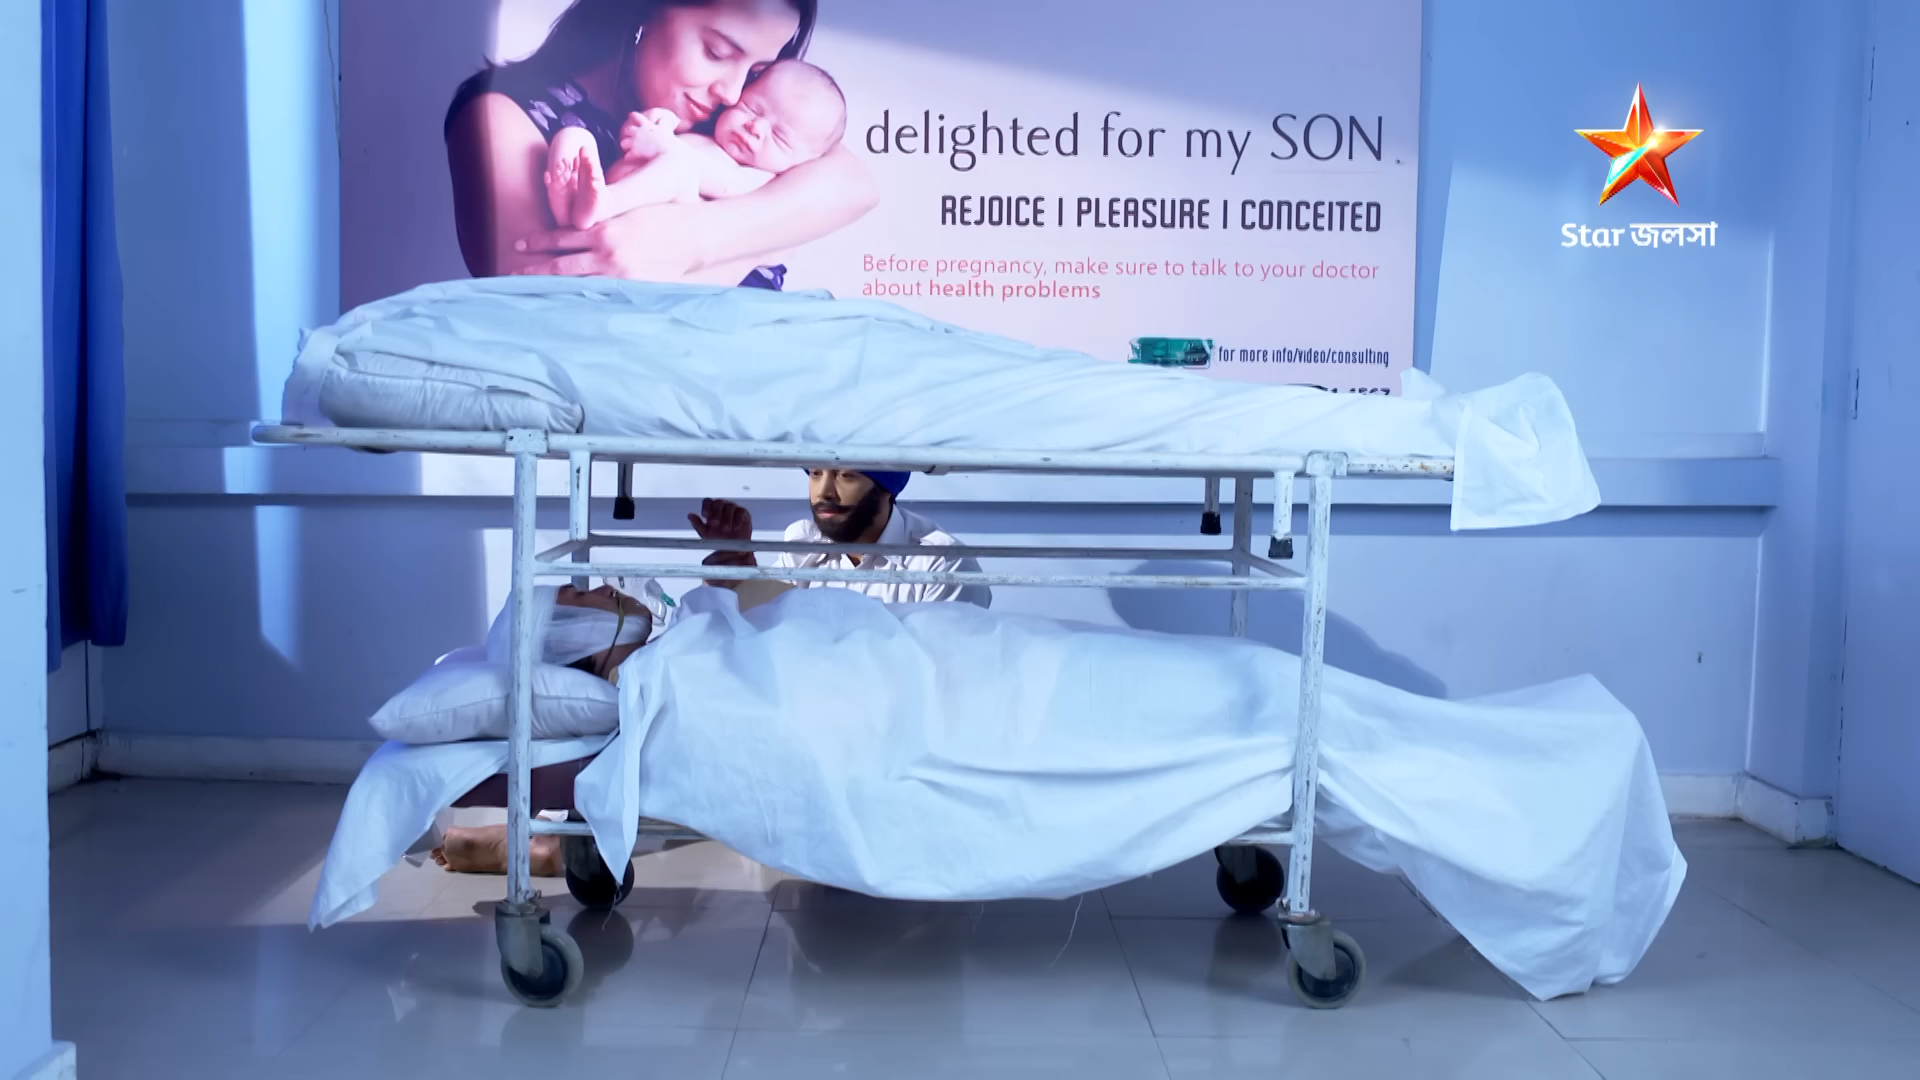 delighted for my SON.
REJOICE | PLEASURE | CONCEITED
Before pregnancy, make sure to talk to your doctor
about health problems
for more info/video/consulting
Star জলসা